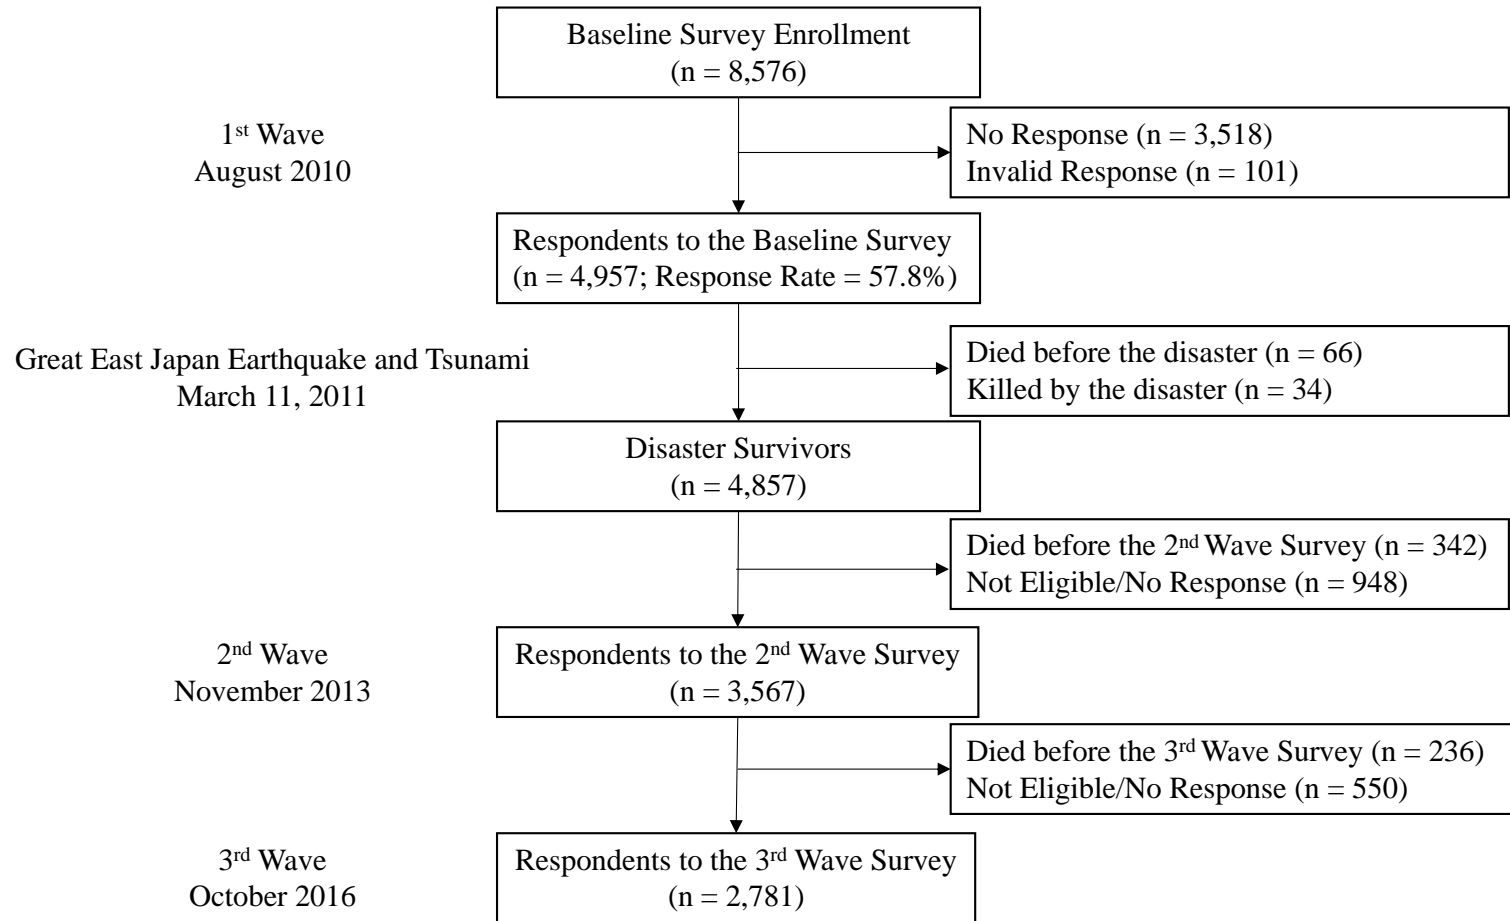 Baseline Survey Enrollment
(n = 8,576)
1st Wave
August 2010
No Response (n = 3,518)
Invalid Response (n = 101)
Respondents to the Baseline Survey
(n = 4,957; Response Rate = 57.8%)
Great East Japan Earthquake and Tsunami
March 11, 2011
Died before the disaster (n = 66)
Killed by the disaster (n = 34)
Disaster Survivors
(n = 4,857)
Died before the 2nd Wave Survey (n = 342)
Not Eligible/No Response (n = 948)
2nd Wave
November 2013
Respondents to the 2nd Wave Survey
(n = 3,567)
Died before the 3rd Wave Survey (n = 236)
Not Eligible/No Response (n = 550)
3rd Wave
October 2016
Respondents to the 3rd Wave Survey
(n = 2,781)